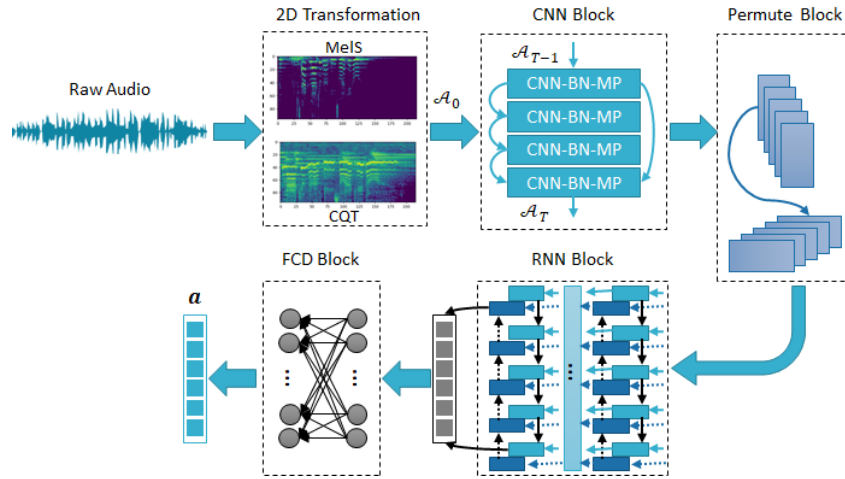 2D Transformation
CNN Block
Permute Block
MelS
Raw Audio
𝒜0
𝒜T−1
CNN-BN-MP
CNN-BN-MP
CNN-BN-MP
CNN-BN-MP
𝒜T
CQT
FCD Block
RNN Block
a